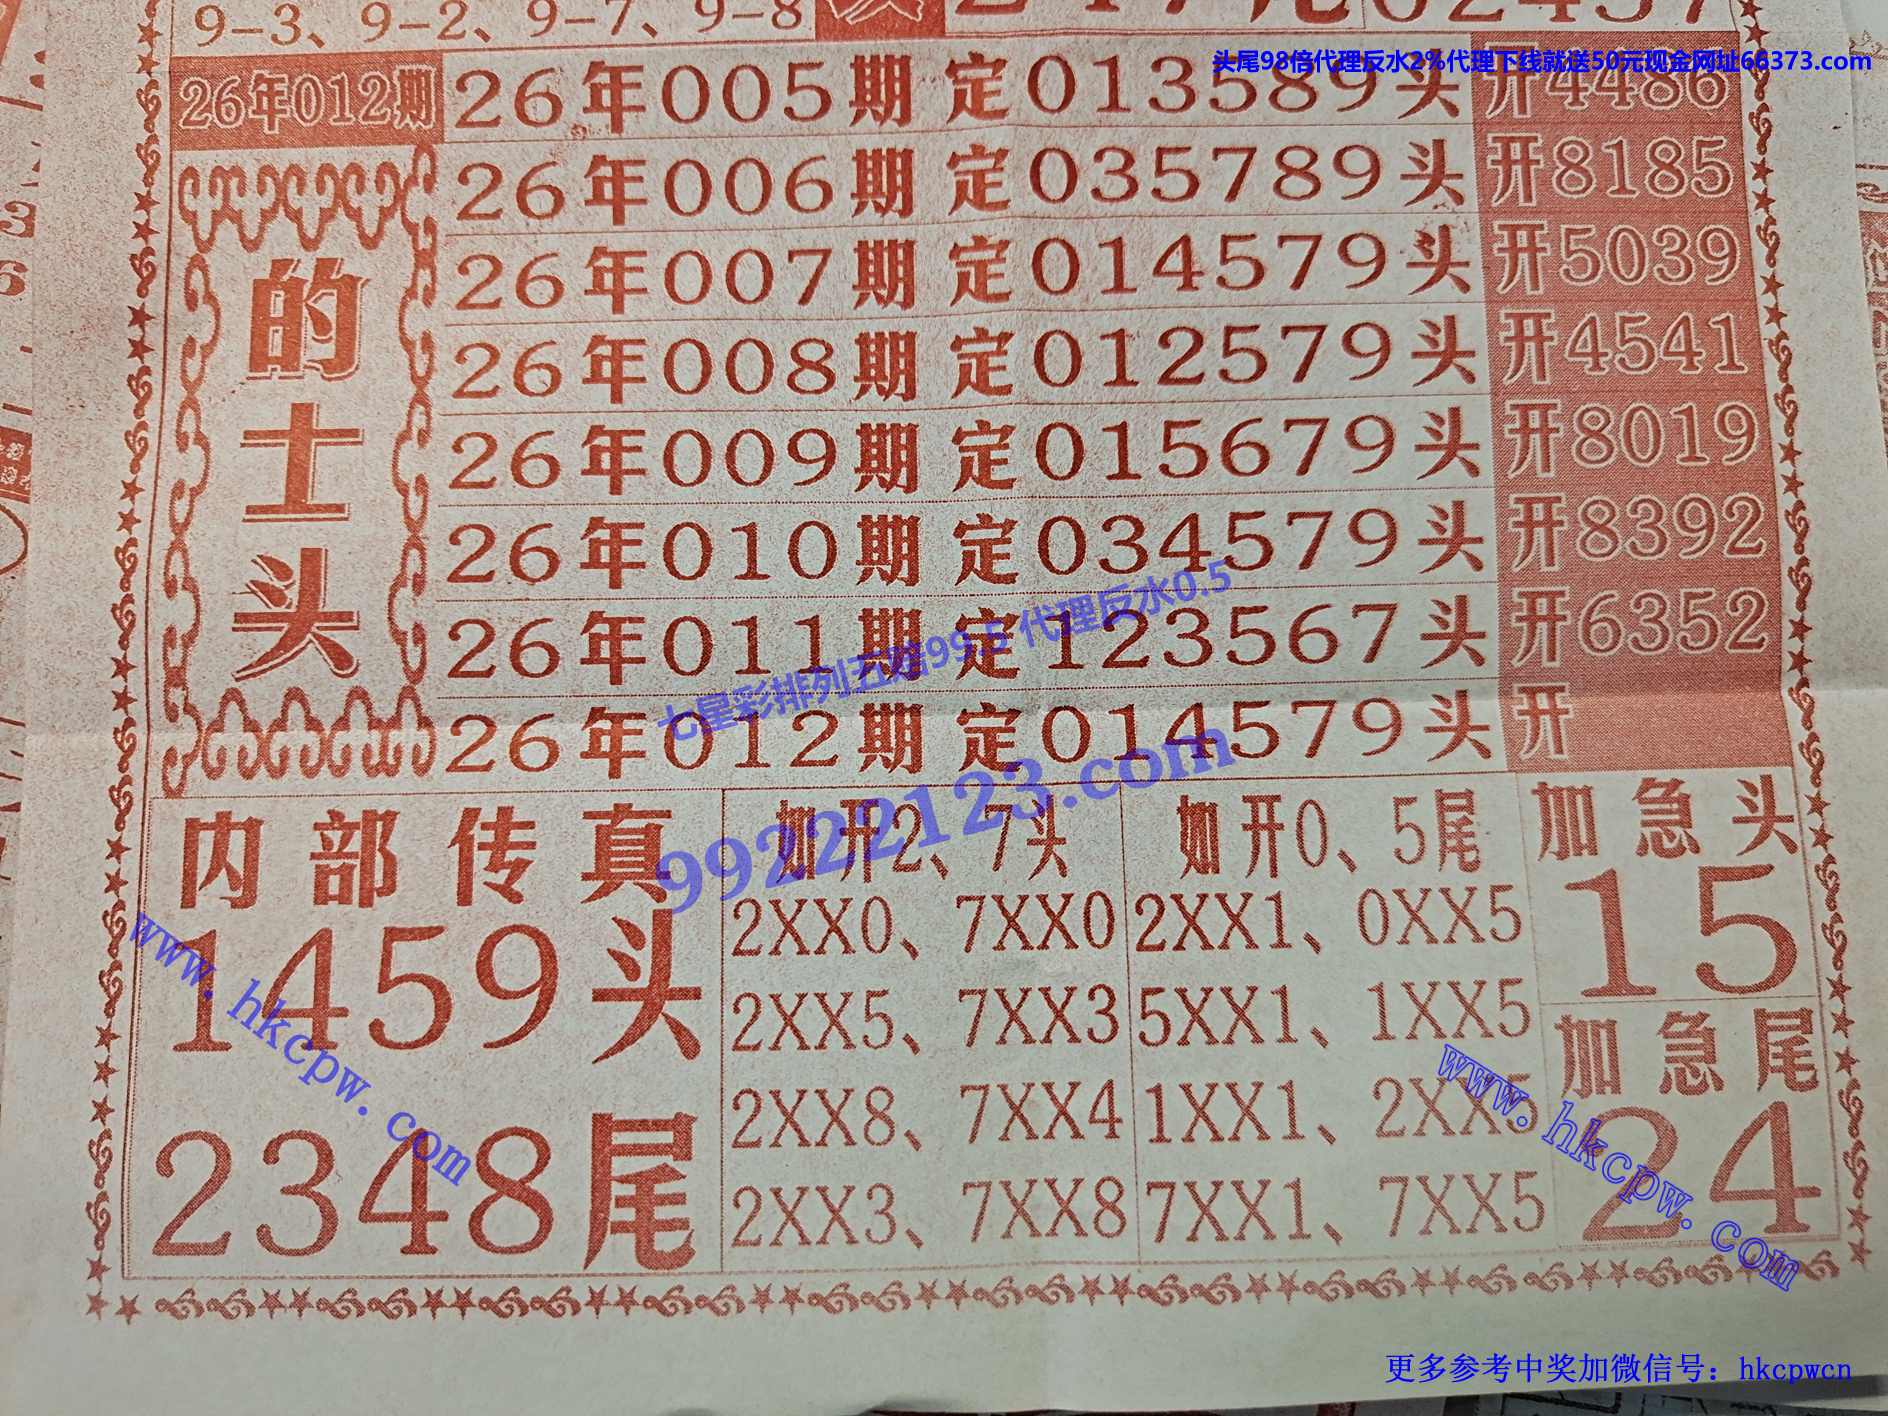 9-3、9-2、9-7、9-8
头尾98倍代理反水2%代理下线就送50元现金网址66373.com
26年012期
的士头
26年005期 定013589头 开4486
26年006期 定035789头 开8185
26年007期 定014579头 开5039
26年008期 定012579头 开4541
26年009期 定015679头 开8019
26年010期 定034579头 开8392
26年011期 定123567头 开6352
26年012期 定014579头 开
七星彩排列五赔99.5 代理反水0.5
99222123.com
内部传真
1459头
2348尾
如开2、7头
2XX0、7XX0
2XX5、7XX3
2XX8、7XX4
2XX3、7XX8
如开0、5尾
2XX1、0XX5
5XX1、1XX5
1XX1、2XX5
7XX1、7XX5
加急头
15
加急尾
24
www.hkcpw.com
www.hkcpw.com
更多参考中奖加微信号：hkcpwcn